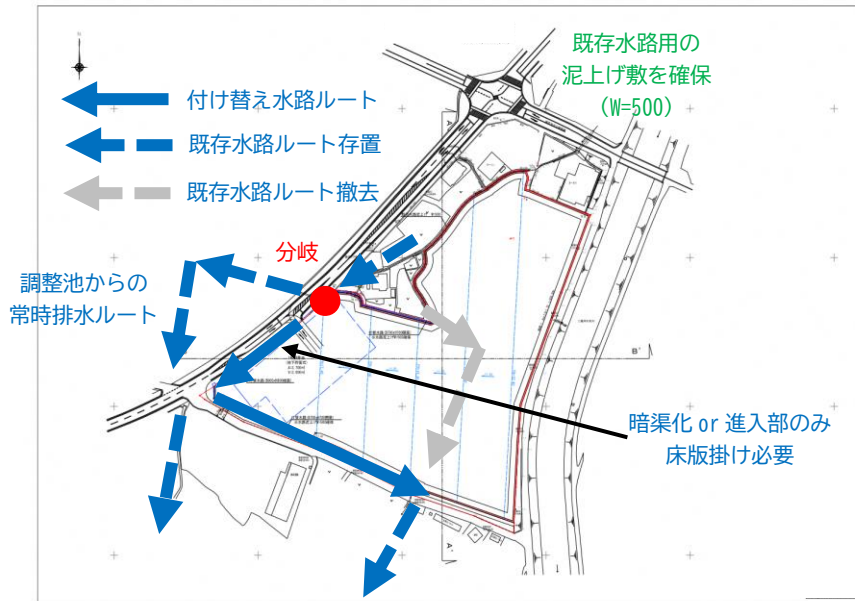 既存水路用の
泥上げ敷を確保
(W=500)
付け替え水路ルート
既存水路ルート存置
既存水路ルート撤去
分岐
調整池からの
常時排水ルート
B'
暗渠化 or 進入部のみ
床版掛け必要
A'